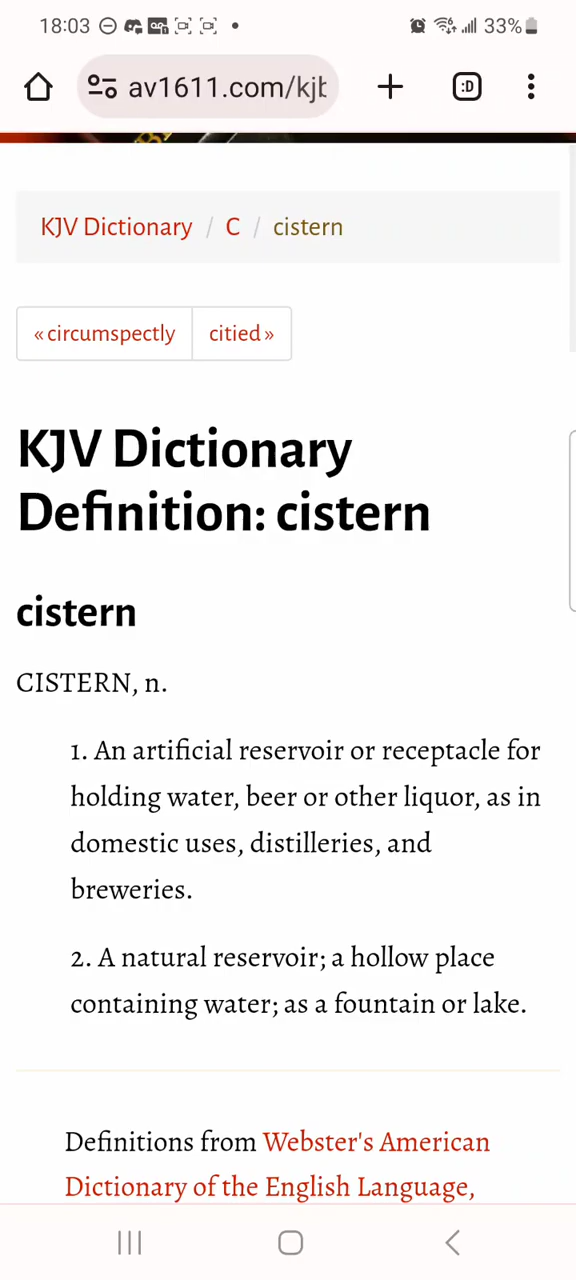 18:03 33%
av1611.com/kjb :D
KJV Dictionary / C / cistern
« circumspectly citied »
KJV Dictionary
Definition: cistern
cistern
CISTERN, n.
1. An artificial reservoir or receptacle for
holding water, beer or other liquor, as in
domestic uses, distilleries, and
breweries.
2. A natural reservoir; a hollow place
containing water; as a fountain or lake.
Definitions from Webster's American
Dictionary of the English Language,